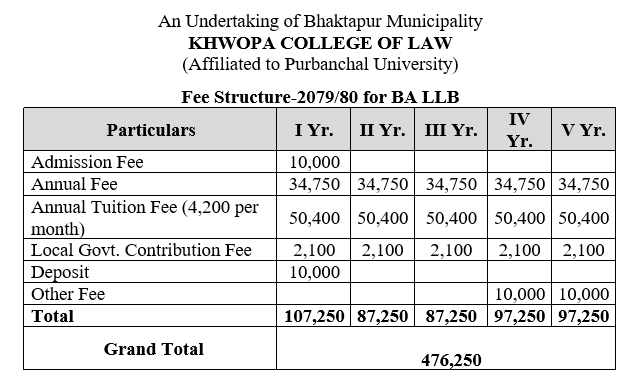 An Undertaking of Bhaktapur Municipality
KHWOPA COLLEGE OF LAW
(Affiliated to Purbanchal University)
Fee Structure-2079/80 for BA LLB
Particulars I Yr. II Yr. III Yr. IV Yr. V Yr.
Admission Fee 10,000
Annual Fee 34,750 34,750 34,750 34,750 34,750
Annual Tuition Fee (4,200 per
month) 50,400 50,400 50,400 50,400 50,400
Local Govt. Contribution Fee 2,100 2,100 2,100 2,100 2,100
Deposit 10,000
Other Fee 10,000 10,000
Total 107,250 87,250 87,250 97,250 97,250
Grand Total 476,250